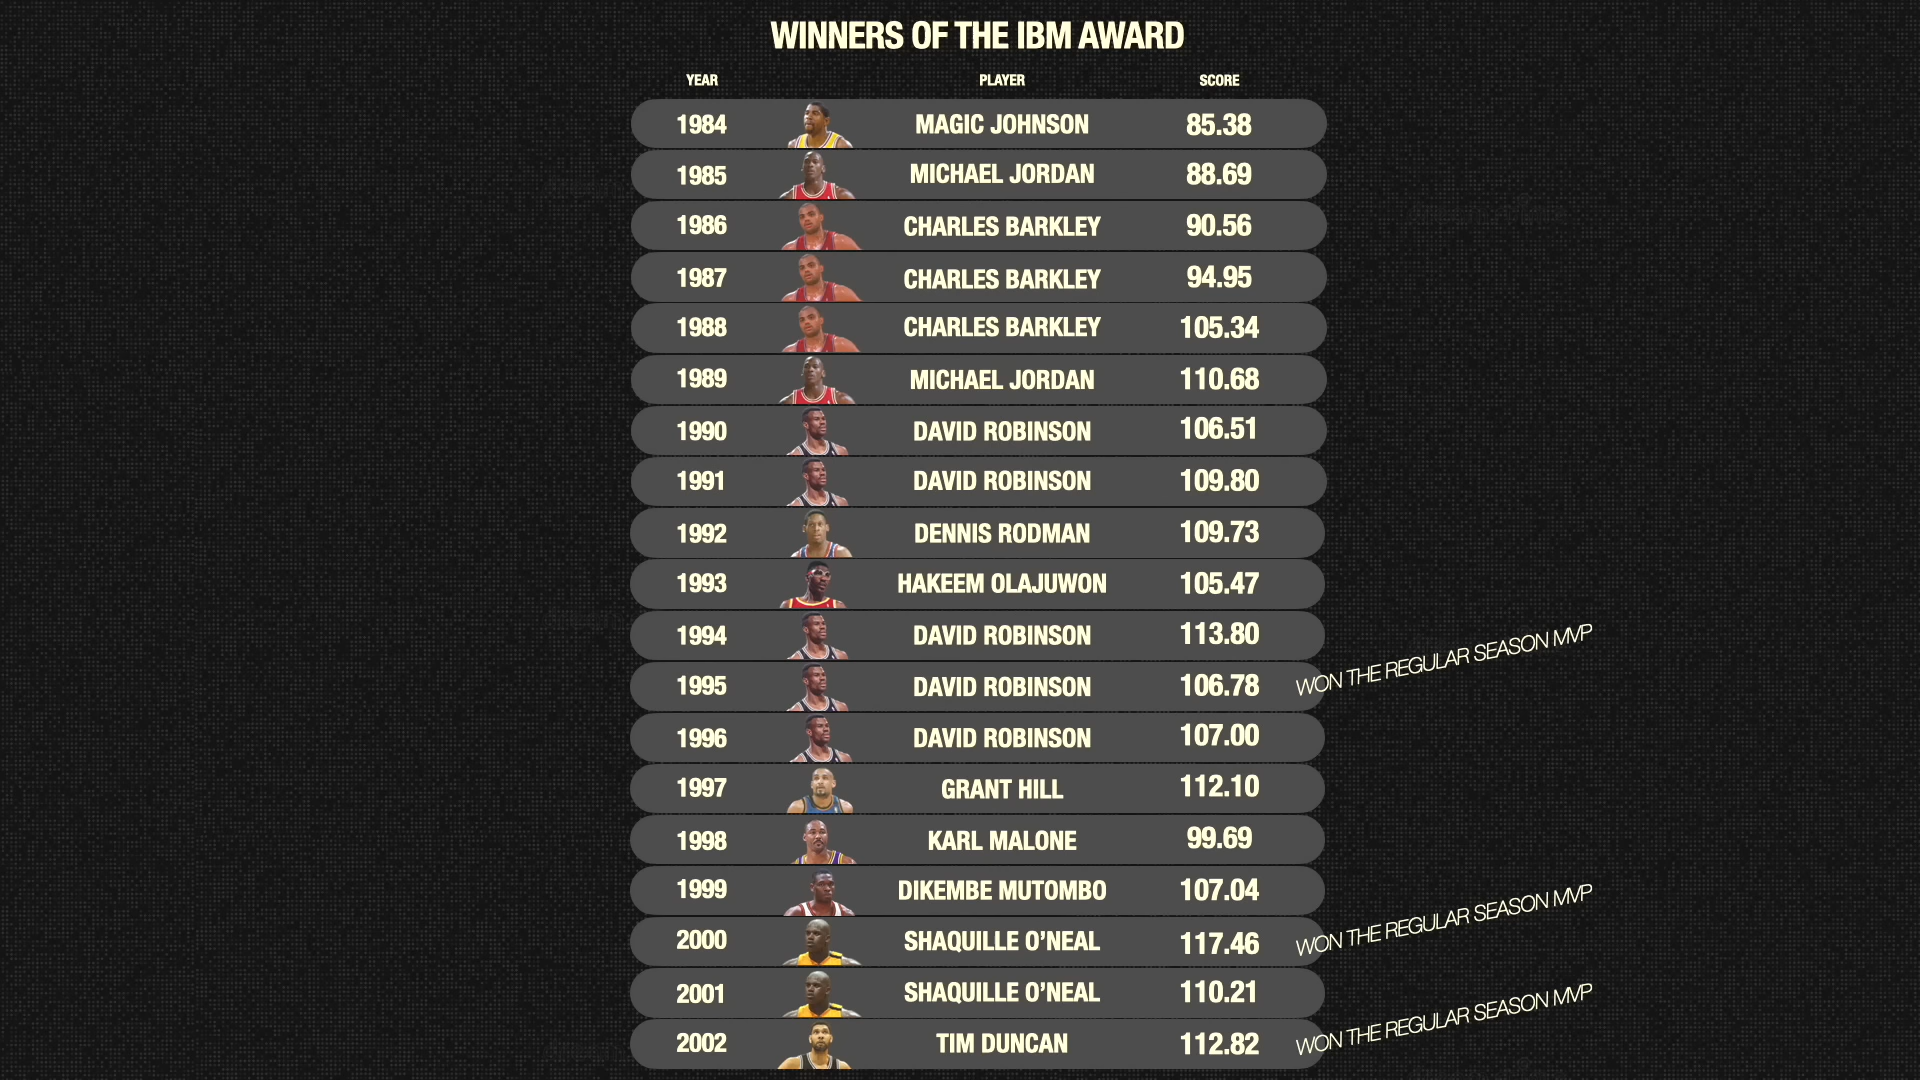 WINNERS OF THE IBM AWARD
YEAR PLAYER SCORE
1984 MAGIC JOHNSON 85.38
1985 MICHAEL JORDAN 88.69
1986 CHARLES BARKLEY 90.56
1987 CHARLES BARKLEY 94.95
1988 CHARLES BARKLEY 105.34
1989 MICHAEL JORDAN 110.68
1990 DAVID ROBINSON 106.51
1991 DAVID ROBINSON 109.80
1992 DENNIS RODMAN 109.73
1993 HAKEEM OLAJUWON 105.47
1994 DAVID ROBINSON 113.80
1995 DAVID ROBINSON 106.78 WON THE REGULAR SEASON MVP
1996 DAVID ROBINSON 107.00
1997 GRANT HILL 112.10
1998 KARL MALONE 99.69
1999 DIKEMBE MUTOMBO 107.04
2000 SHAQUILLE O’NEAL 117.46 WON THE REGULAR SEASON MVP
2001 SHAQUILLE O’NEAL 110.21
2002 TIM DUNCAN 112.82 WON THE REGULAR SEASON MVP